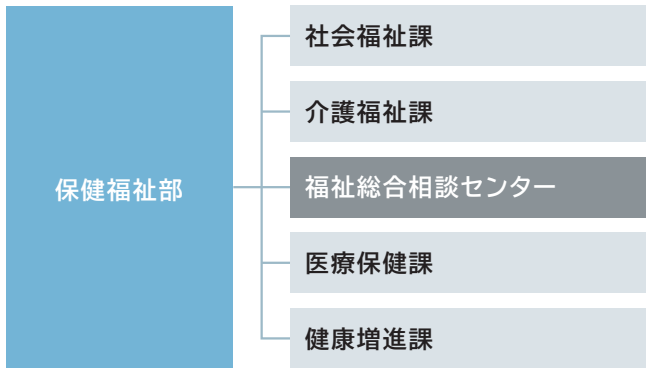 保健福祉部
社会福祉課
介護福祉課
福祉総合相談センター
医療保健課
健康増進課